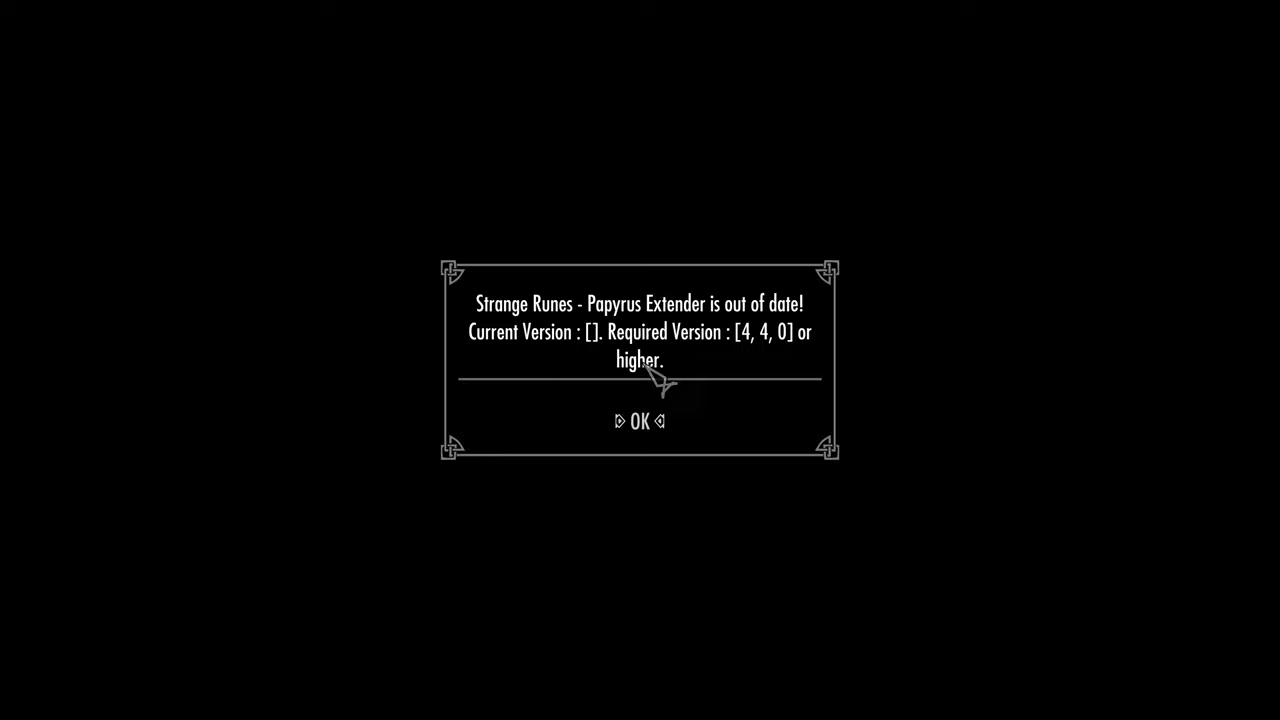 Strange Runes - Papyrus Extender is out of date!
Current Version : []. Required Version : [4, 4, 0] or
higher.
OK